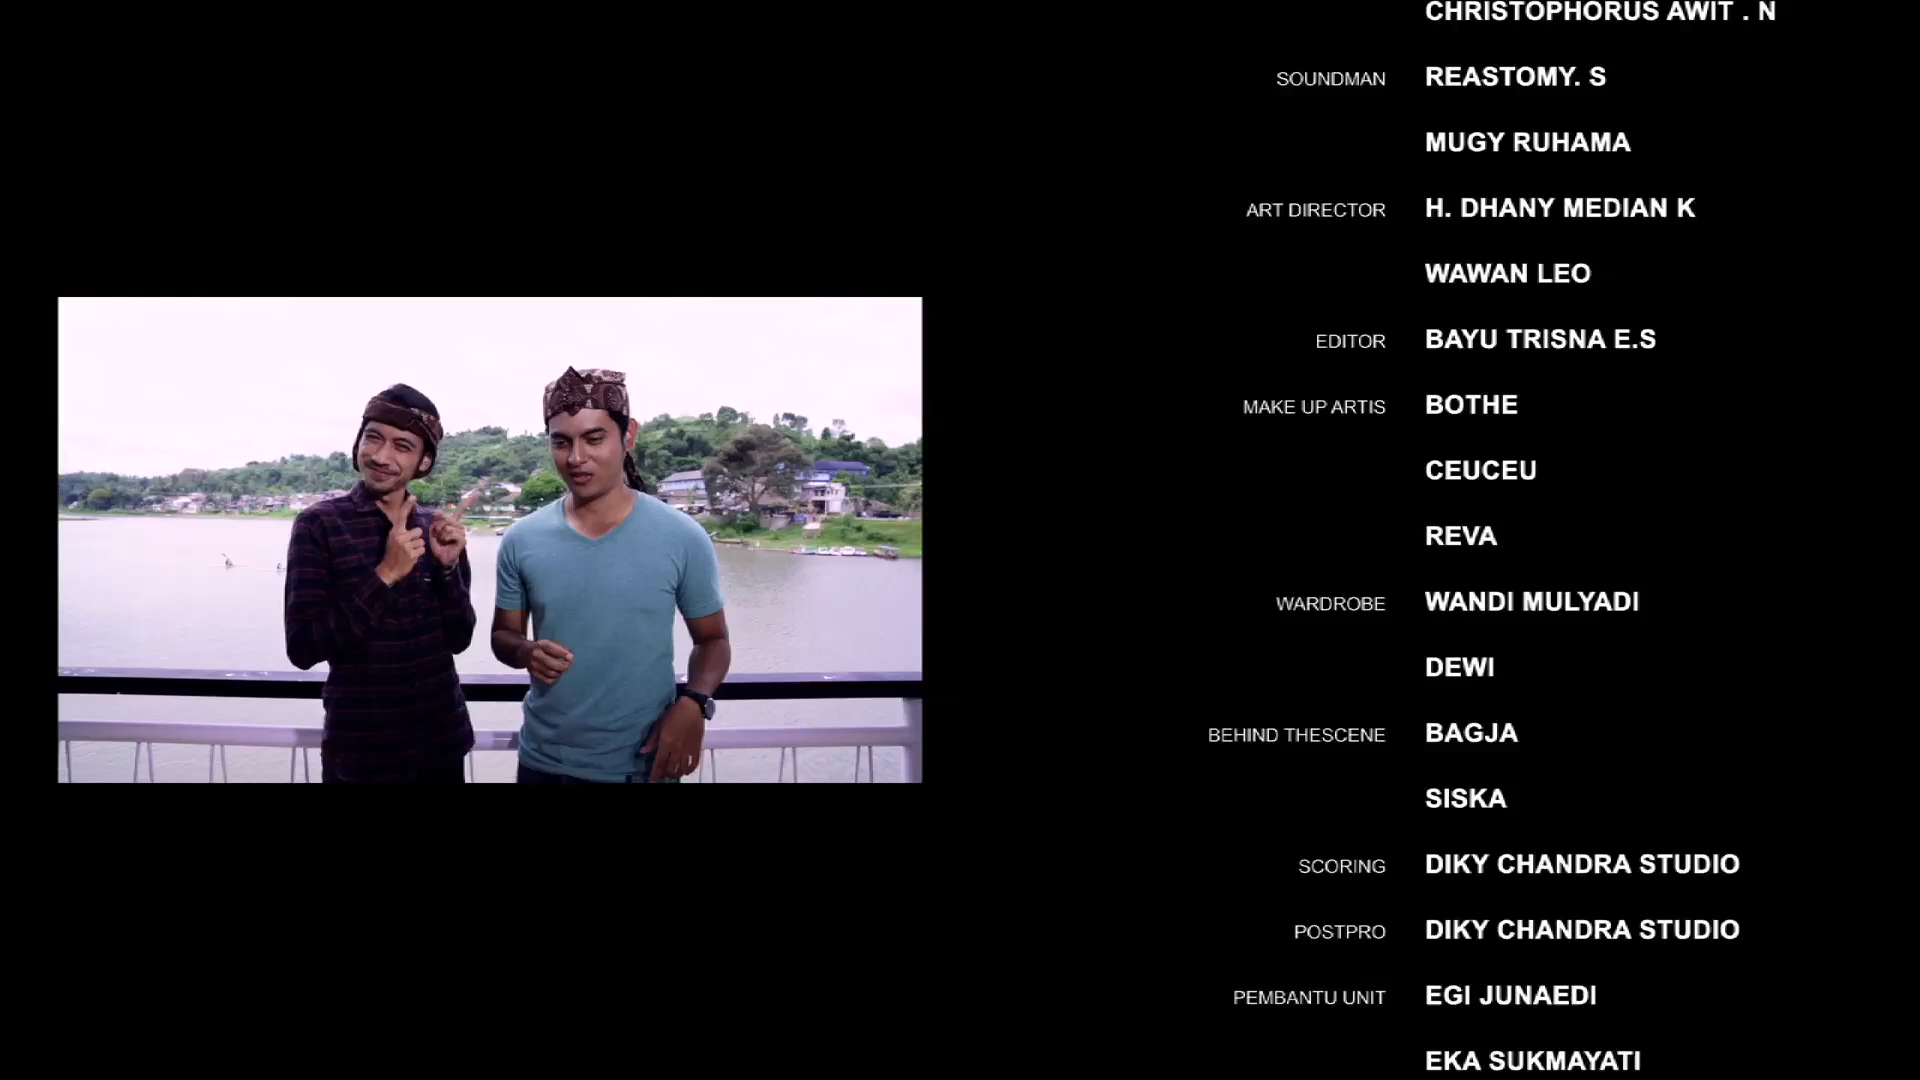 CHRISTOPHORUS AWIT . N
SOUNDMAN REASTOMY. S
MUGY RUHAMA
ART DIRECTOR H. DHANY MEDIAN K
WAWAN LEO
EDITOR BAYU TRISNA E.S
MAKE UP ARTIS BOTHE
CEUCEU
REVA
WARDROBE WANDI MULYADI
DEWI
BEHIND THESCENE BAGJA
SISKA
SCORING DIKY CHANDRA STUDIO
POSTPRO DIKY CHANDRA STUDIO
PEMBANTU UNIT EGI JUNAEDI
EKA SUKMAYATI